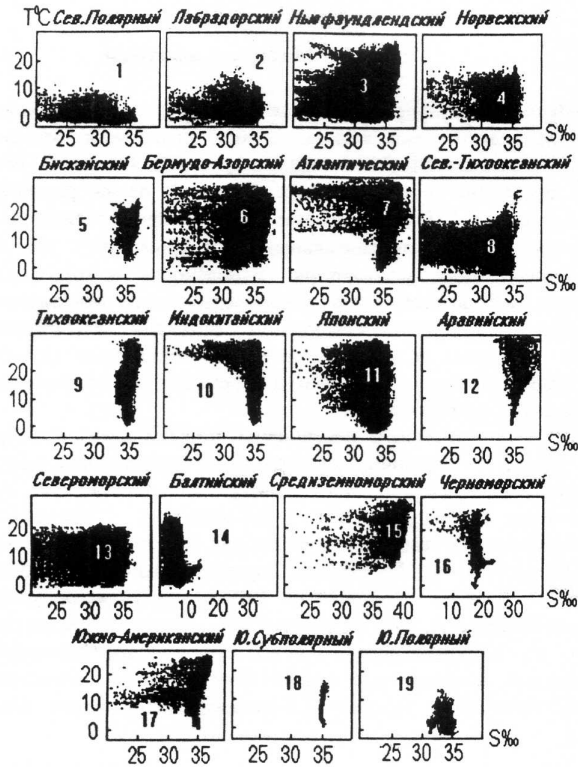 T°C Сев.Полярный Лабрадорский Ньюфаундлендский Норвежский
20
10
0
1 2 3 4
25 30 35 25 30 35 25 30 35 25 30 35 S‰
Бискайский Бермудо-Азорский Атлантический Сев.-Тихоокеанский
20
10
0
5 6 7 8
25 30 35 25 30 35 25 30 35 25 30 35 S‰
Тихоокеанский Индокитайский Японский Аравийский
20
10
0
9 10 11 12
25 30 35 25 30 35 25 30 35 25 30 35
Североморский Балтийский Средиземноморский Черноморский
20
10
0
13 14 15 16
25 30 35 10 20 30 25 30 35 40 10 20 30 S‰
Южно-Американский Ю.Субполярный Ю.Полярный
20
10
0
17 18 19
25 30 35 25 30 35 25 30 35 S‰